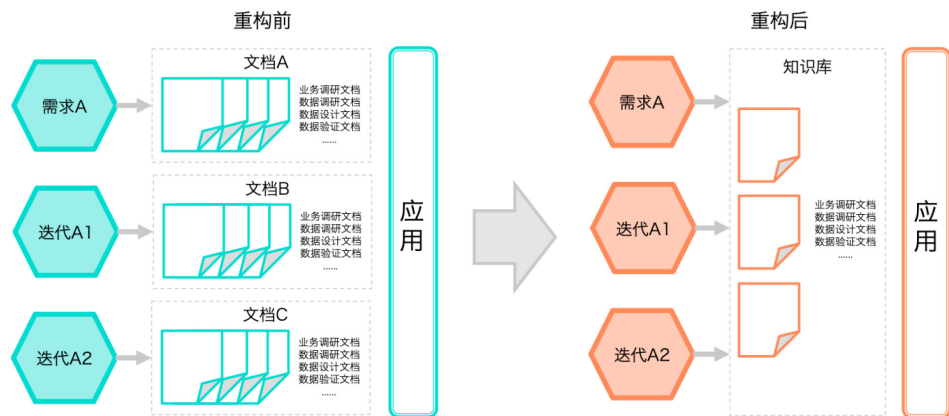 重构前
需求A
文档A
业务调研文档
数据调研文档
数据设计文档
数据验证文档
......
迭代A1
文档B
业务调研文档
数据调研文档
数据设计文档
数据验证文档
......
迭代A2
文档C
业务调研文档
数据调研文档
数据设计文档
数据验证文档
......
应用
重构后
需求A
迭代A1
迭代A2
知识库
业务调研文档
数据调研文档
数据设计文档
数据验证文档
......
应用